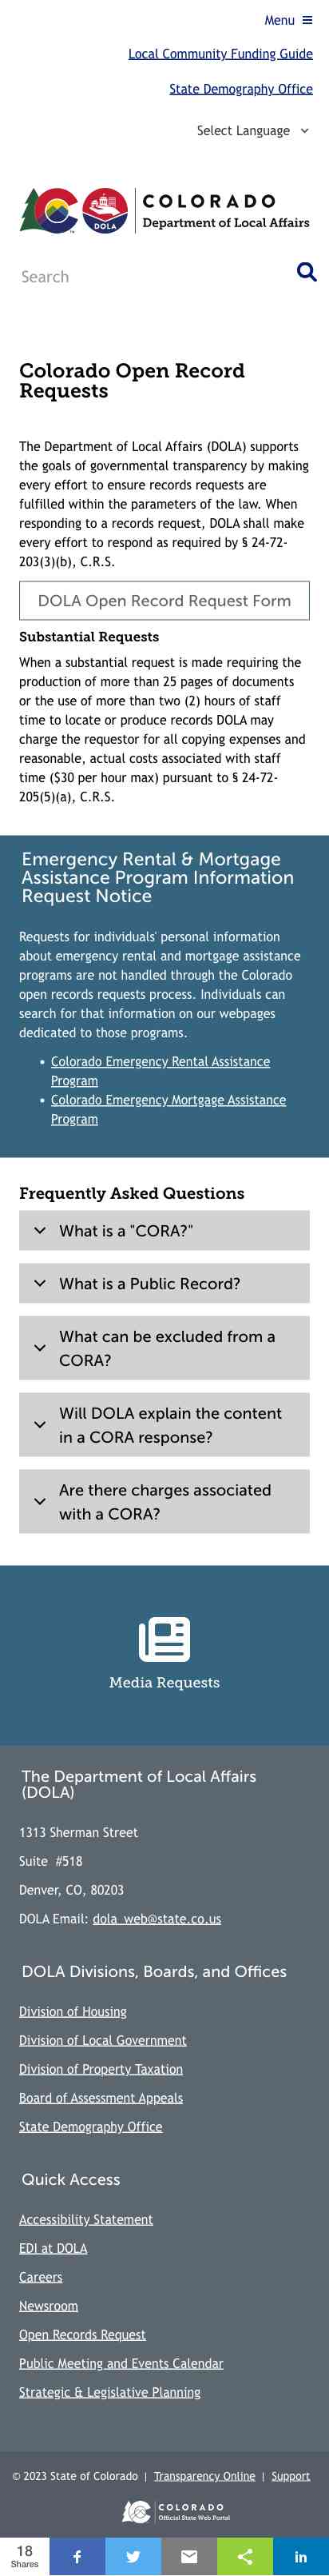 Menu
Local Community Funding Guide
State Demography Office
Select Language
DOLA
COLORADO
Department of Local Affairs
Search
Colorado Open Record
Requests
The Department of Local Affairs (DOLA) supports
the goals of governmental transparency by making
every effort to ensure records requests are
fulfilled within the parameters of the law. When
responding to a records request, DOLA shall make
every effort to respond as required by § 24-72-
203(3)(b), C.R.S.
DOLA Open Record Request Form
Substantial Requests
When a substantial request is made requiring the
production of more than 25 pages of documents
or the use of more than two (2) hours of staff
time to locate or produce records DOLA may
charge the requestor for all copying expenses and
reasonable, actual costs associated with staff
time ($30 per hour max) pursuant to § 24-72-
205(5)(a), C.R.S.
Emergency Rental & Mortgage
Assistance Program Information
Request Notice
Requests for individuals' personal information
about emergency rental and mortgage assistance
programs are not handled through the Colorado
open records requests process. Individuals can
search for that information on our webpages
dedicated to those programs.
• Colorado Emergency Rental Assistance
Program
• Colorado Emergency Mortgage Assistance
Program
Frequently Asked Questions
What is a "CORA?"
What is a Public Record?
What can be excluded from a
CORA?
Will DOLA explain the content
in a CORA response?
Are there charges associated
with a CORA?
Media Requests
The Department of Local Affairs
(DOLA)
1313 Sherman Street
Suite #518
Denver, CO, 80203
DOLA Email: dola_web@state.co.us
DOLA Divisions, Boards, and Offices
Division of Housing
Division of Local Government
Division of Property Taxation
Board of Assessment Appeals
State Demography Office
Quick Access
Accessibility Statement
EDI at DOLA
Careers
Newsroom
Open Records Request
Public Meeting and Events Calendar
Strategic & Legislative Planning
© 2023 State of Colorado | Transparency Online | Support
COLORADO
Official State Web Portal
18
Shares